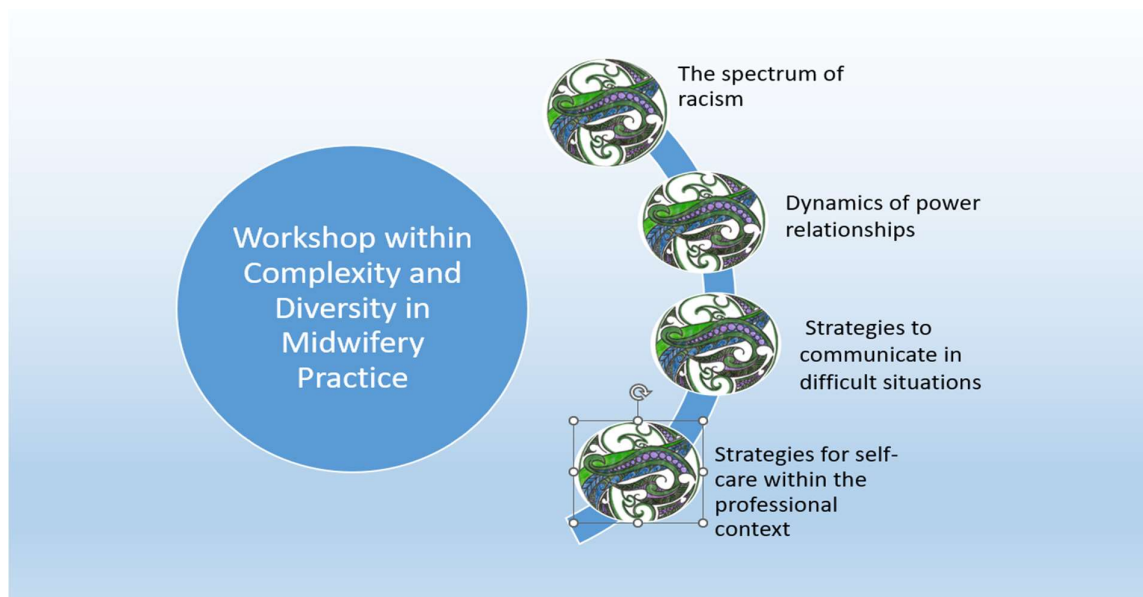 Workshop within
Complexity and
Diversity in
Midwifery
Practice
The spectrum of
racism
Dynamics of power
relationships
Strategies to
communicate in
difficult situations
Strategies for self-
care within the
professional
context